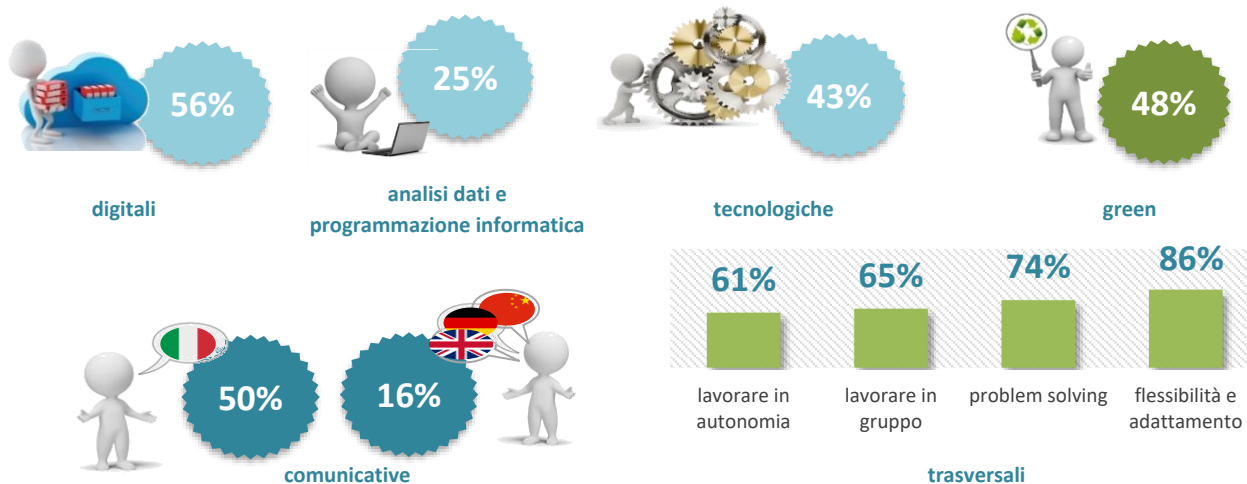 56%
25%
43%
48%
digitali
analisi dati e
programmazione informatica
tecnologiche
green
50%
16%
comunicative
61%
65%
74%
86%
lavorare in
autonomia
lavorare in
gruppo
problem solving
flessibilità e
adattamento
trasversali